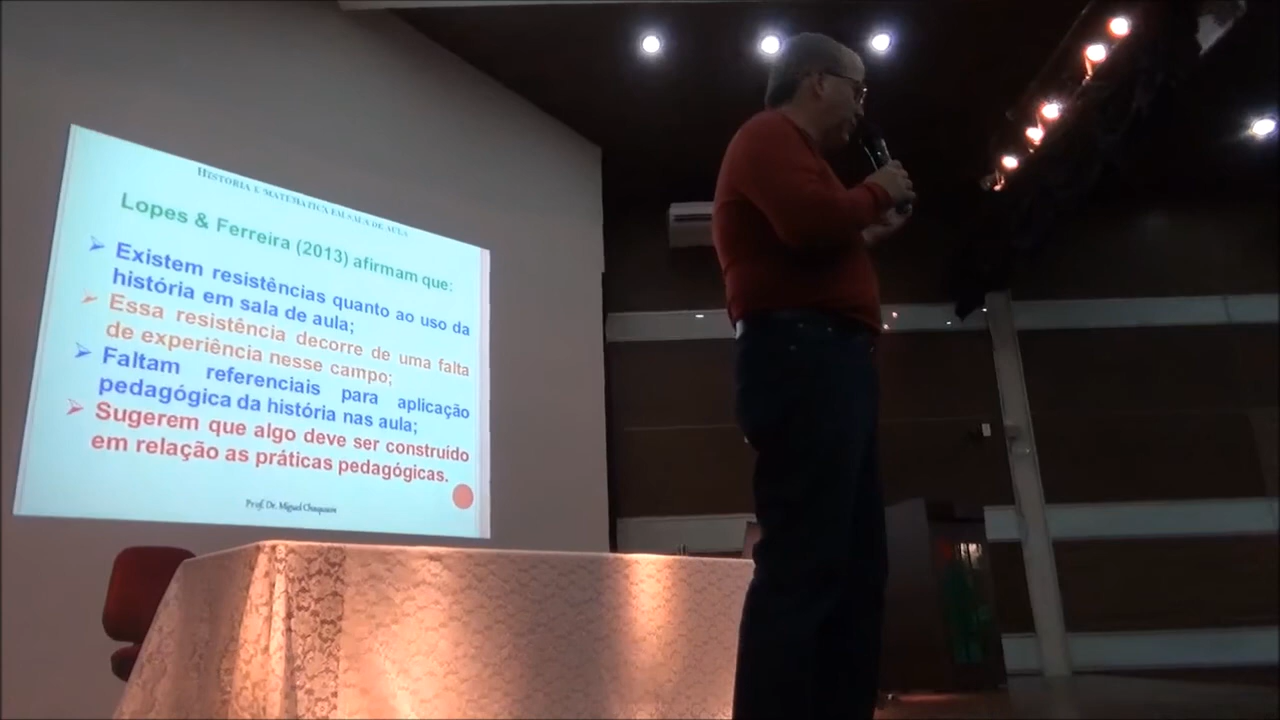 HISTÓRIA E MATEMÁTICA EM SALA DE AULA
Lopes & Ferreira (2013) afirmam que:
Existem resistências quanto ao uso da
história em sala de aula;
Essa resistência decorre de uma falta
de experiência nesse campo;
Faltam referenciais para aplicação
pedagógica da história nas aula;
Sugerem que algo deve ser construído
em relação as práticas pedagógicas.
Prof. Dr. Miguel Chaquiam